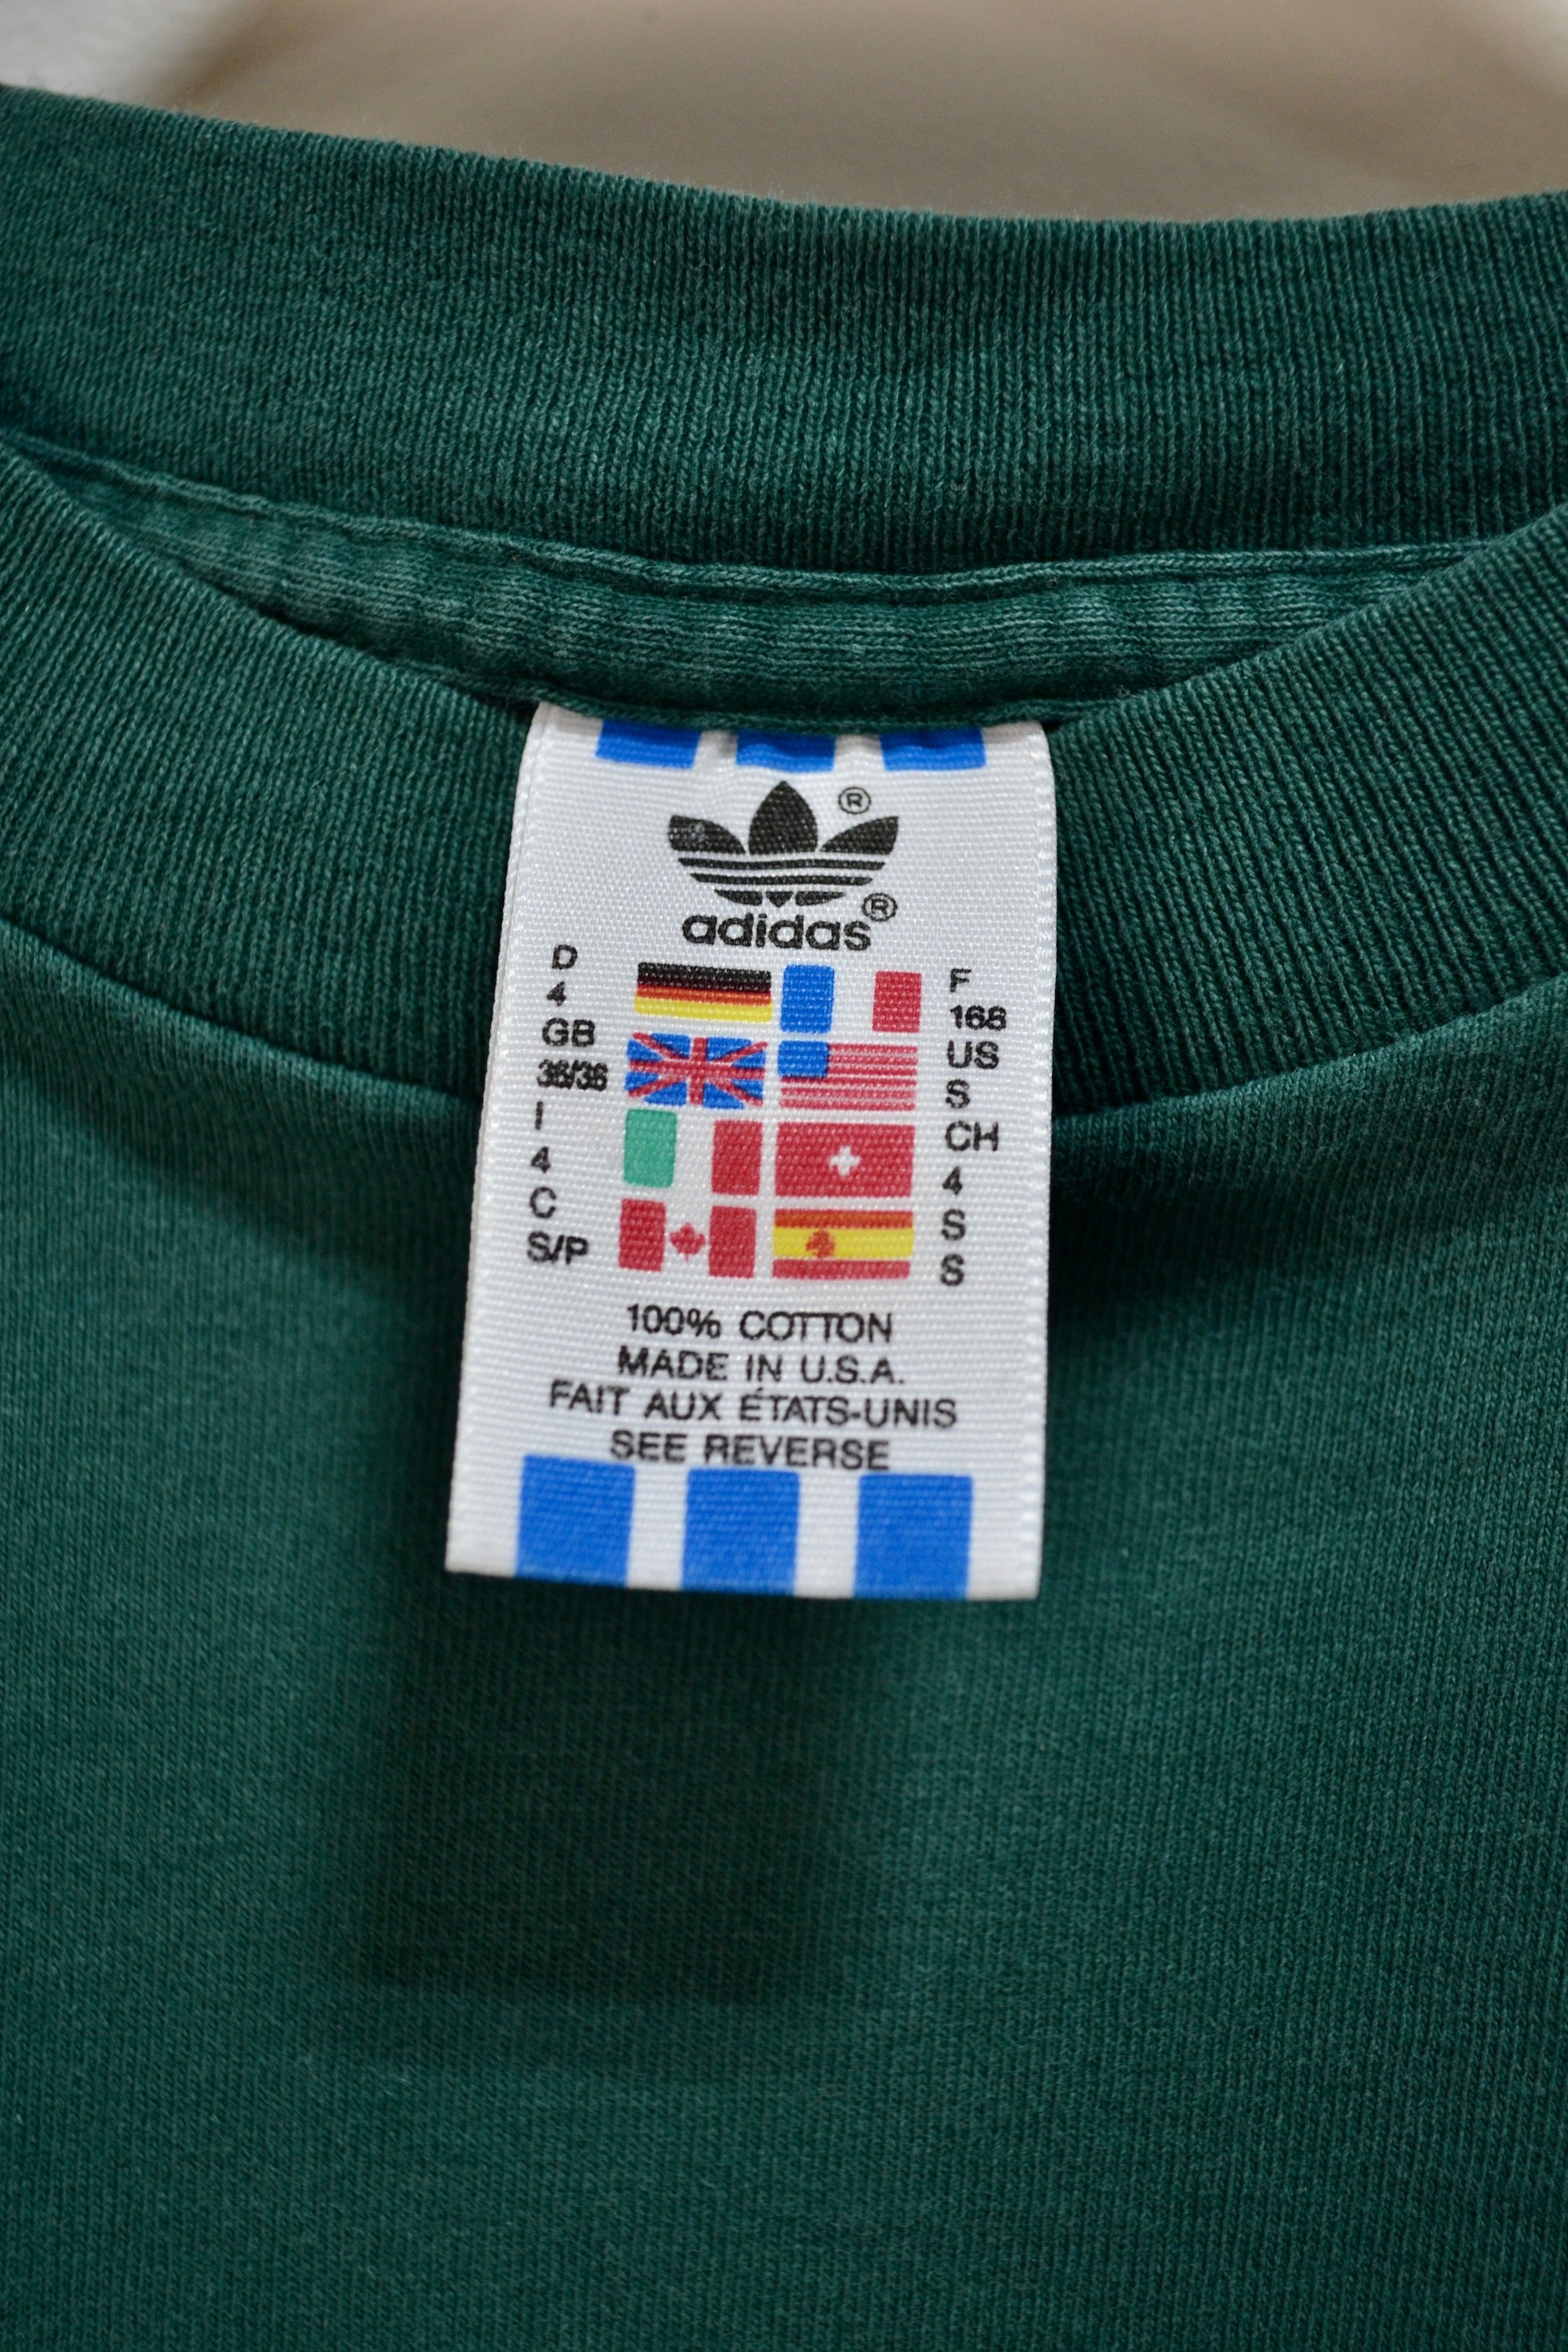 ®
adidas®
D
4
GB
36/38
I
4
C
S/P
F
168
US
S
CH
4
S
S
100% COTTON
MADE IN U.S.A.
FAIT AUX ÉTATS-UNIS
SEE REVERSE